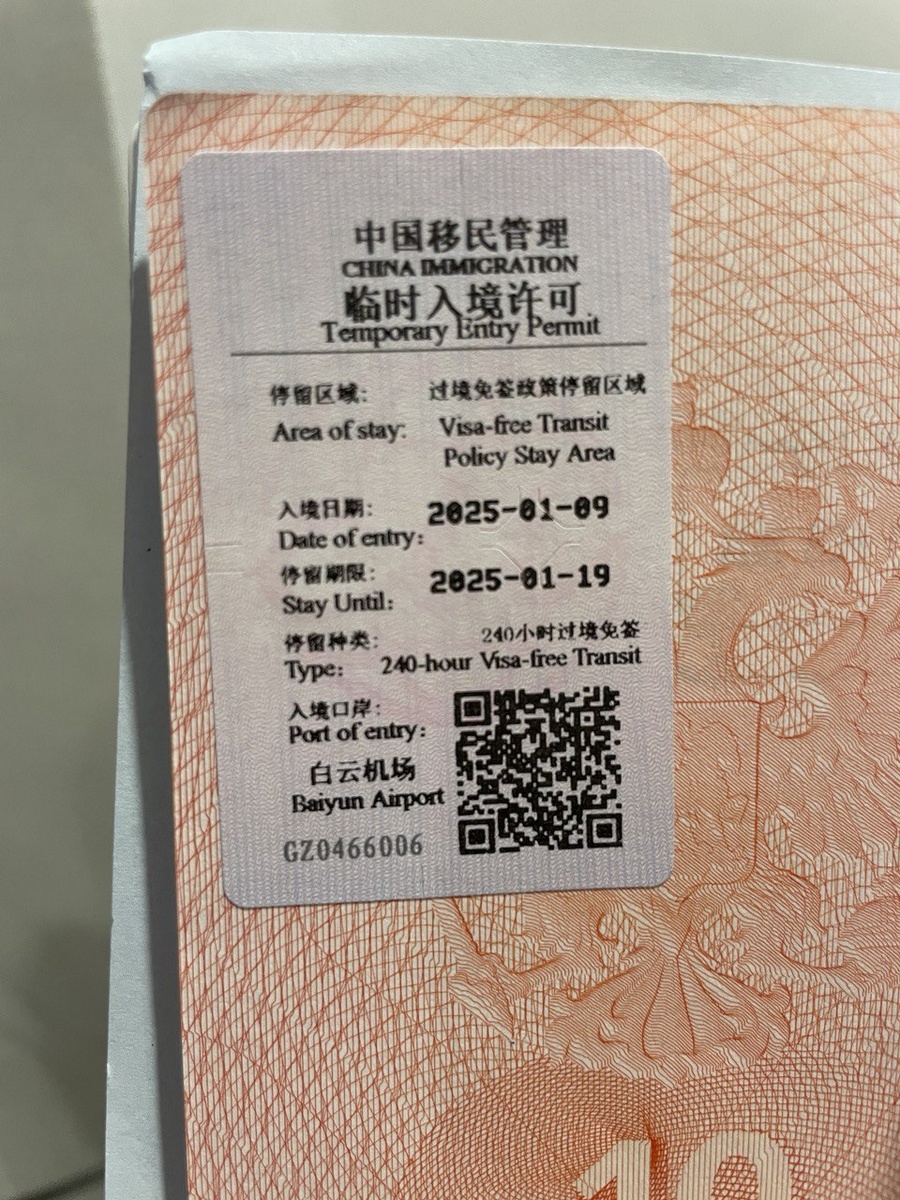 中国移民管理
CHINA IMMIGRATION
临时入境许可
Temporary Entry Permit
停留区域: 过境免签政策停留区域
Area of stay: Visa-free Transit
Policy Stay Area
入境日期: 2025-01-09
Date of entry:
停留期限: 2025-01-19
Stay Until:
停留种类: 240小时过境免签
Type: 240-hour Visa-free Transit
入境口岸:
Port of entry:
白云机场
Baiyun Airport
GZ0466006
10